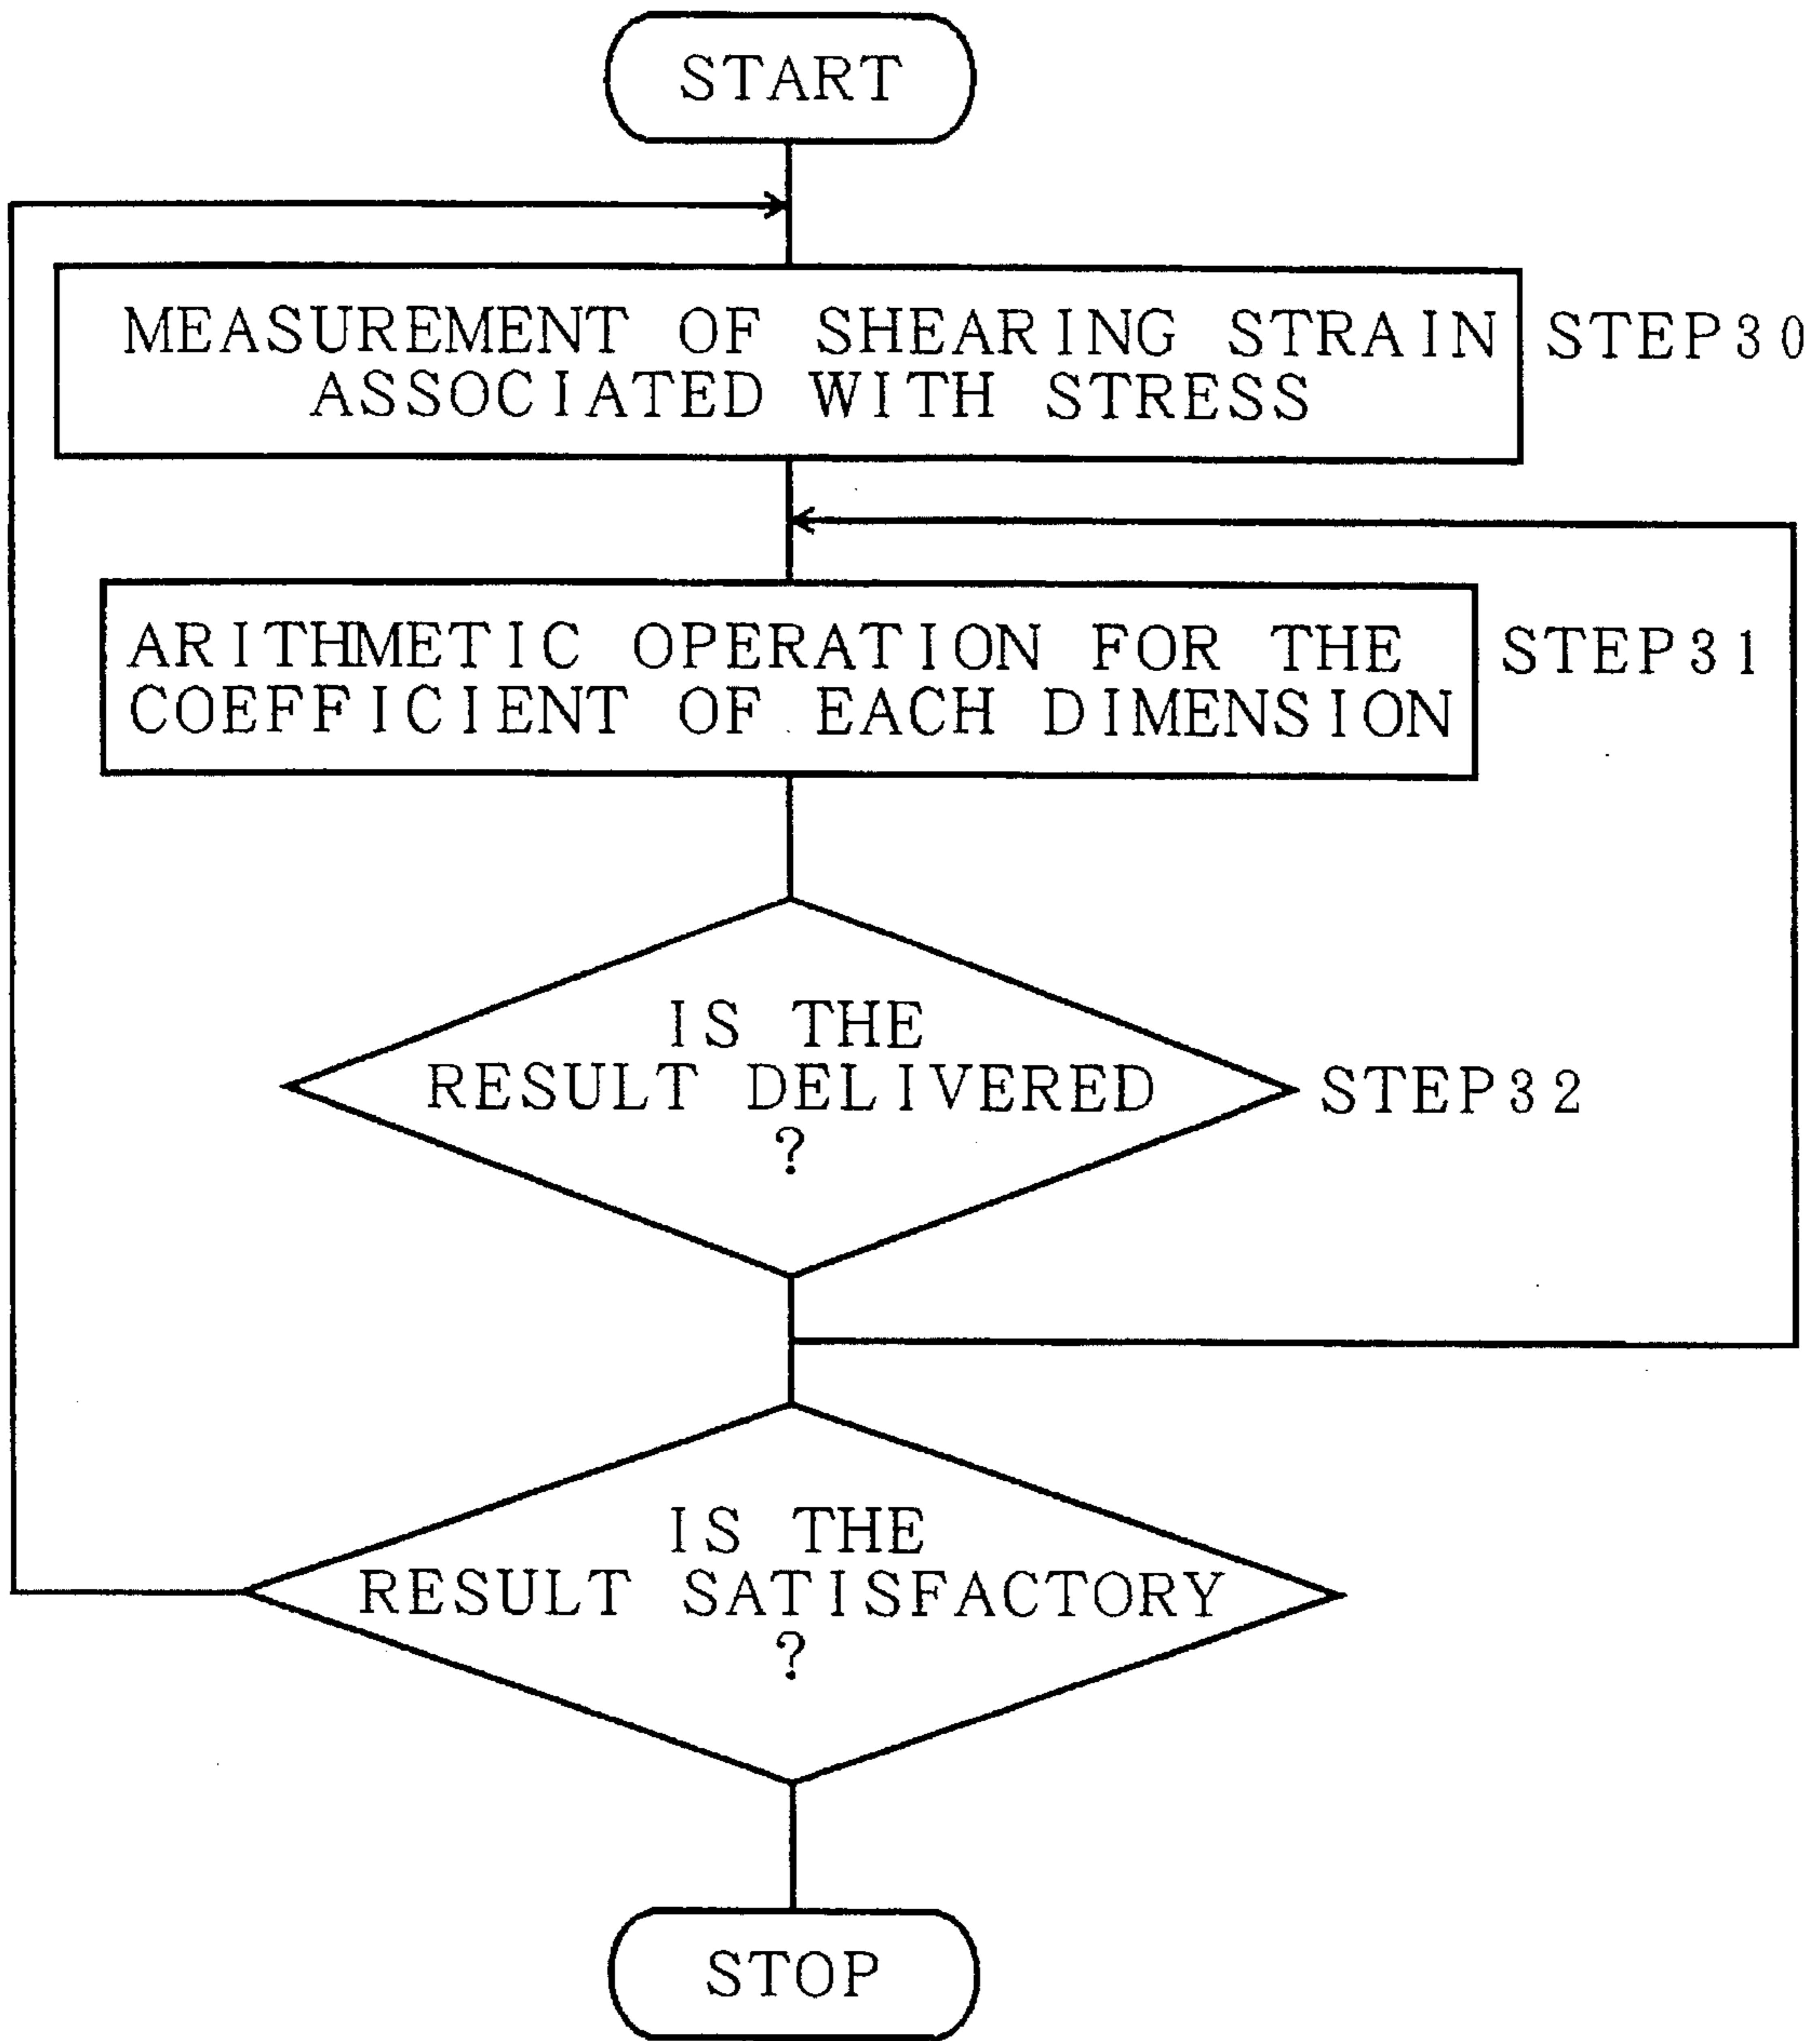 START
MEASUREMENT OF SHEARING STRAIN STEP30
ASSOCIATED WITH STRESS
ARITHMETIC OPERATION FOR THE STEP31
COEFFICIENT OF EACH DIMENSION
IS THE
RESULT DELIVERED STEP32
?
IS THE
RESULT SATISFACTORY
?
STOP